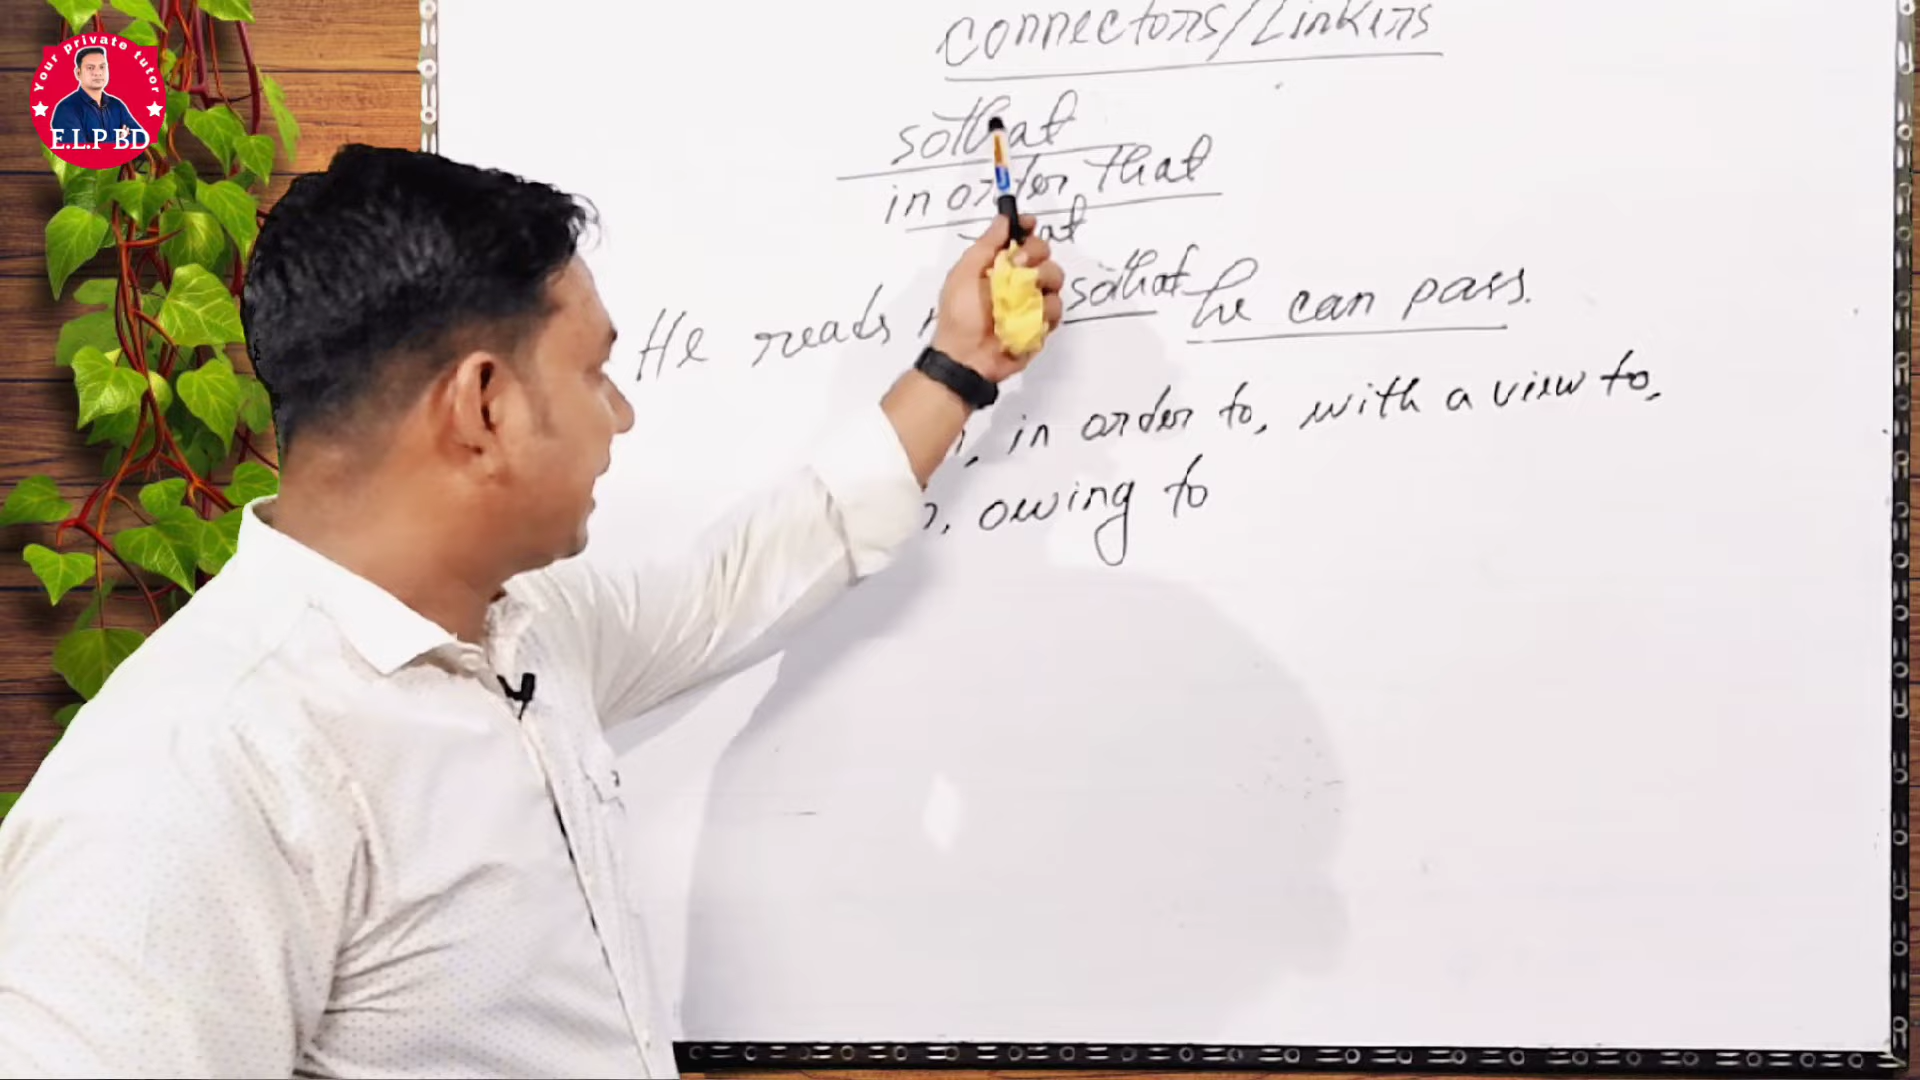 Your private tutor
E.L.P BD
Connectors/Linkers
so that
in order that
He reads so that he can pass.
, in order to, with a view to,
, owing to